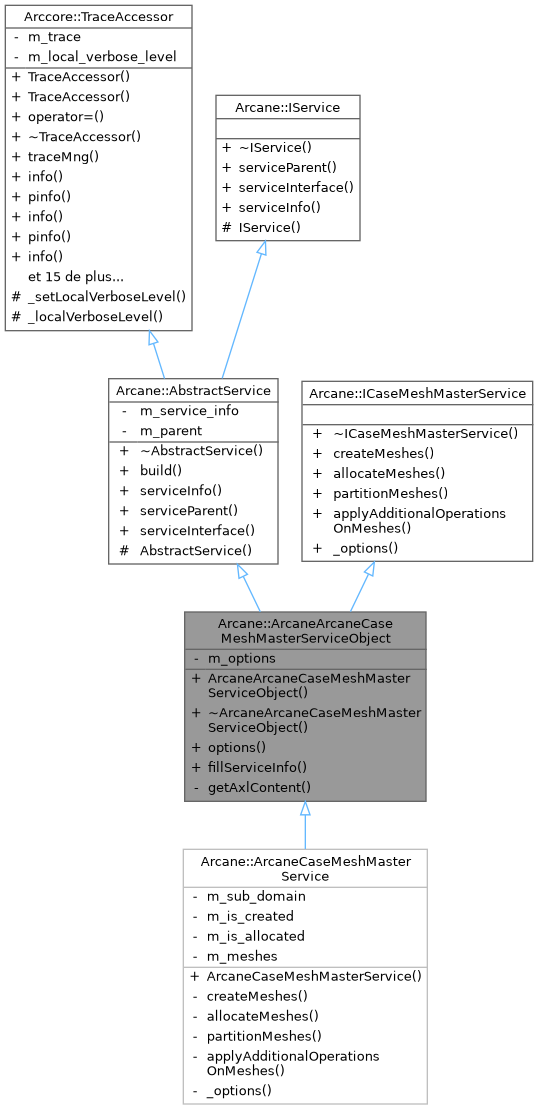 Arccore::TraceAccessor
- m_trace
- m_local_verbose_level
+ TraceAccessor()
+ TraceAccessor()
+ operator=()
+ ~TraceAccessor()
+ traceMng()
+ info()
+ pinfo()
+ info()
+ pinfo()
+ info()
et 15 de plus...
# _setLocalVerboseLevel()
# _localVerboseLevel()
Arcane::IService
+ ~IService()
+ serviceParent()
+ serviceInterface()
+ serviceInfo()
# IService()
Arcane::AbstractService
- m_service_info
- m_parent
+ ~AbstractService()
+ build()
+ serviceInfo()
+ serviceParent()
+ serviceInterface()
# AbstractService()
Arcane::ICaseMeshMasterService
+ ~ICaseMeshMasterService()
+ createMeshes()
+ allocateMeshes()
+ partitionMeshes()
+ applyAdditionalOperations
OnMeshes()
+ _options()
Arcane::ArcaneArcaneCase
MeshMasterServiceObject
- m_options
+ ArcaneArcaneCaseMeshMaster
ServiceObject()
+ ~ArcaneArcaneCaseMeshMaster
ServiceObject()
+ options()
+ fillServiceInfo()
- getAxlContent()
Arcane::ArcaneCaseMeshMaster
Service
- m_sub_domain
- m_is_created
- m_is_allocated
- m_meshes
+ ArcaneCaseMeshMasterService()
- createMeshes()
- allocateMeshes()
- partitionMeshes()
- applyAdditionalOperations
OnMeshes()
- _options()